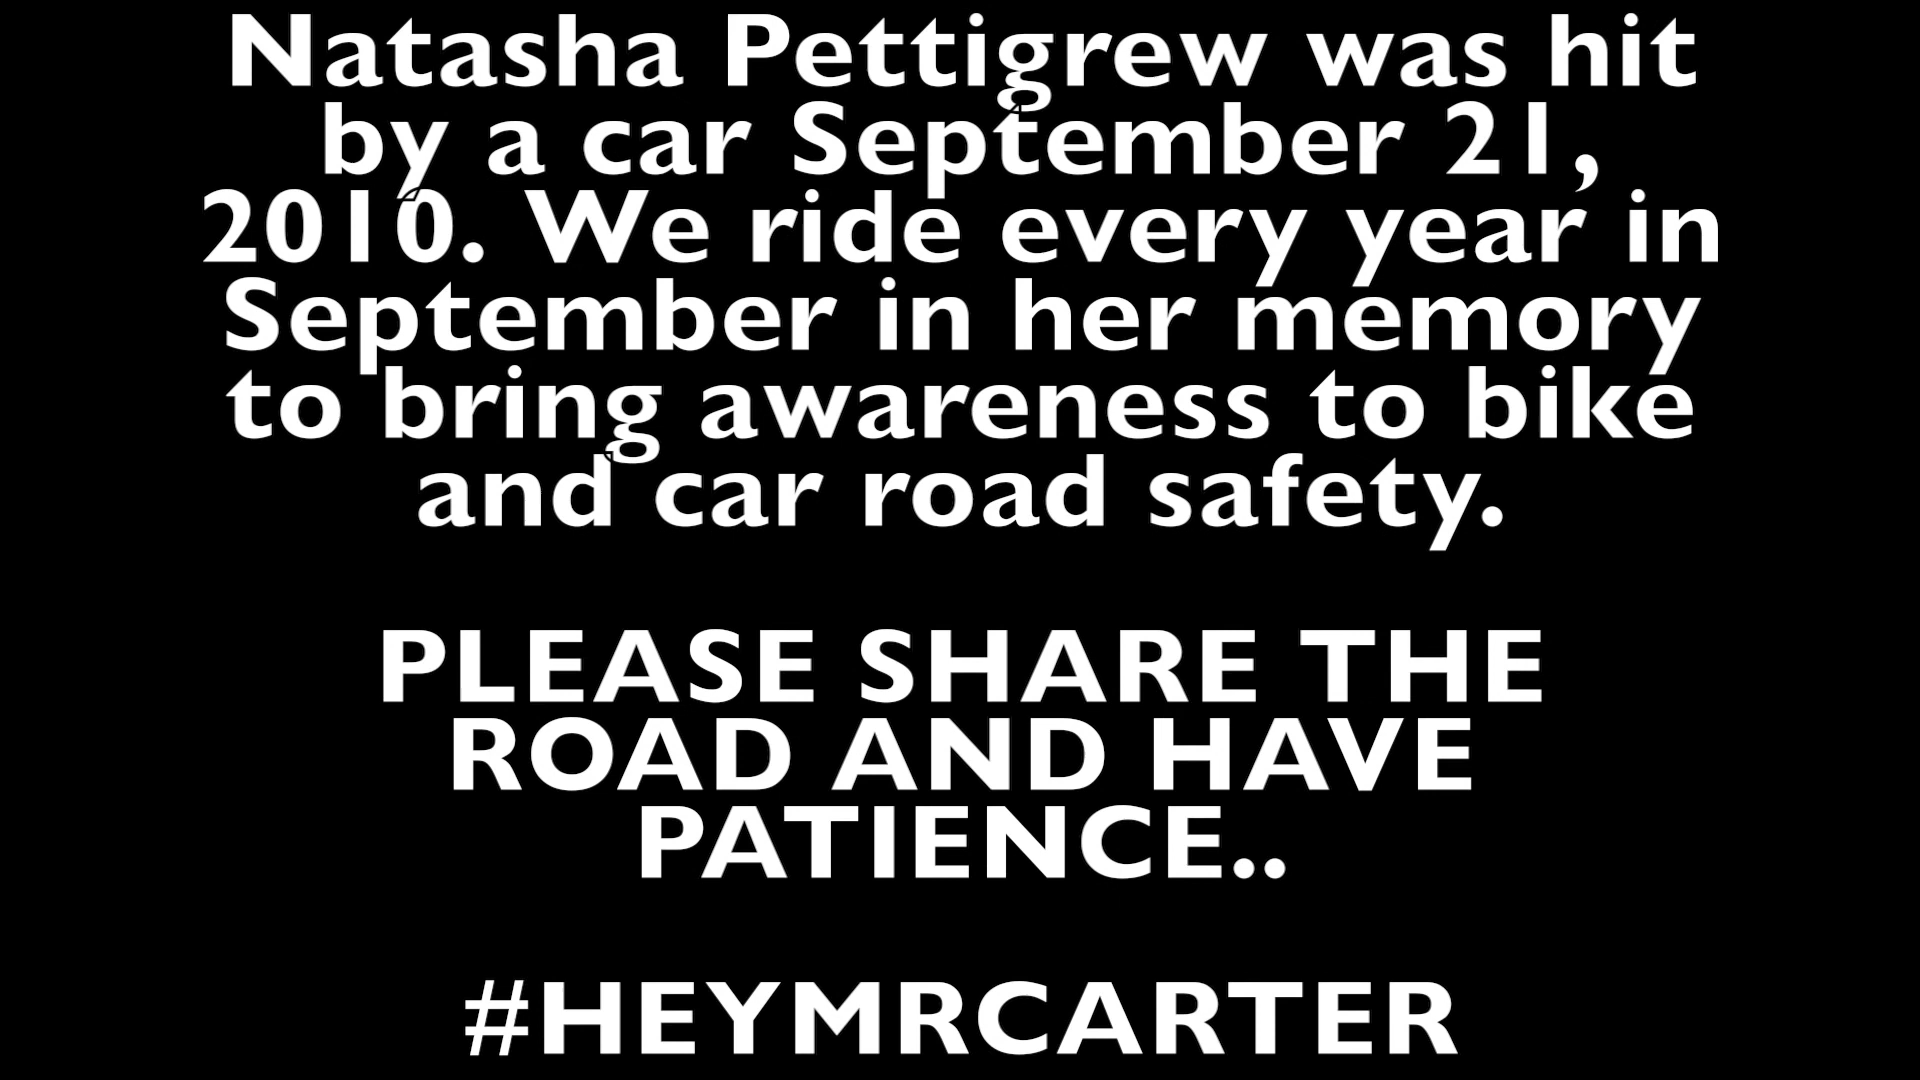 Natasha Pettigrew was hit
by a car September 21,
2010. We ride every year in
September in her memory
to bring awareness to bike
and car road safety.
PLEASE SHARE THE
ROAD AND HAVE
PATIENCE..
#HEYMRCARTER